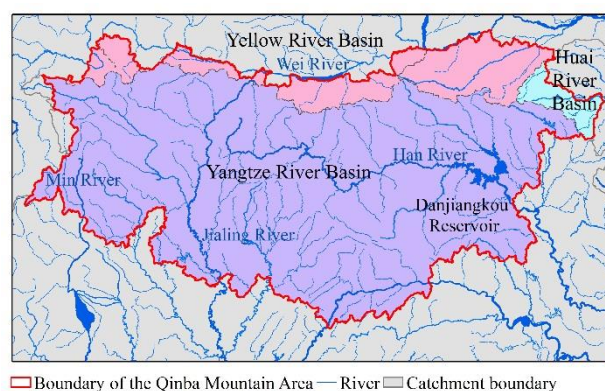 Yellow River Basin
Wei River
Huai
River
Basin
Min River
Yangtze River Basin
Han River
Danjiangkou
Reservoir
Jialing River
Boundary of the Qinba Mountain Area
River
Catchment boundary